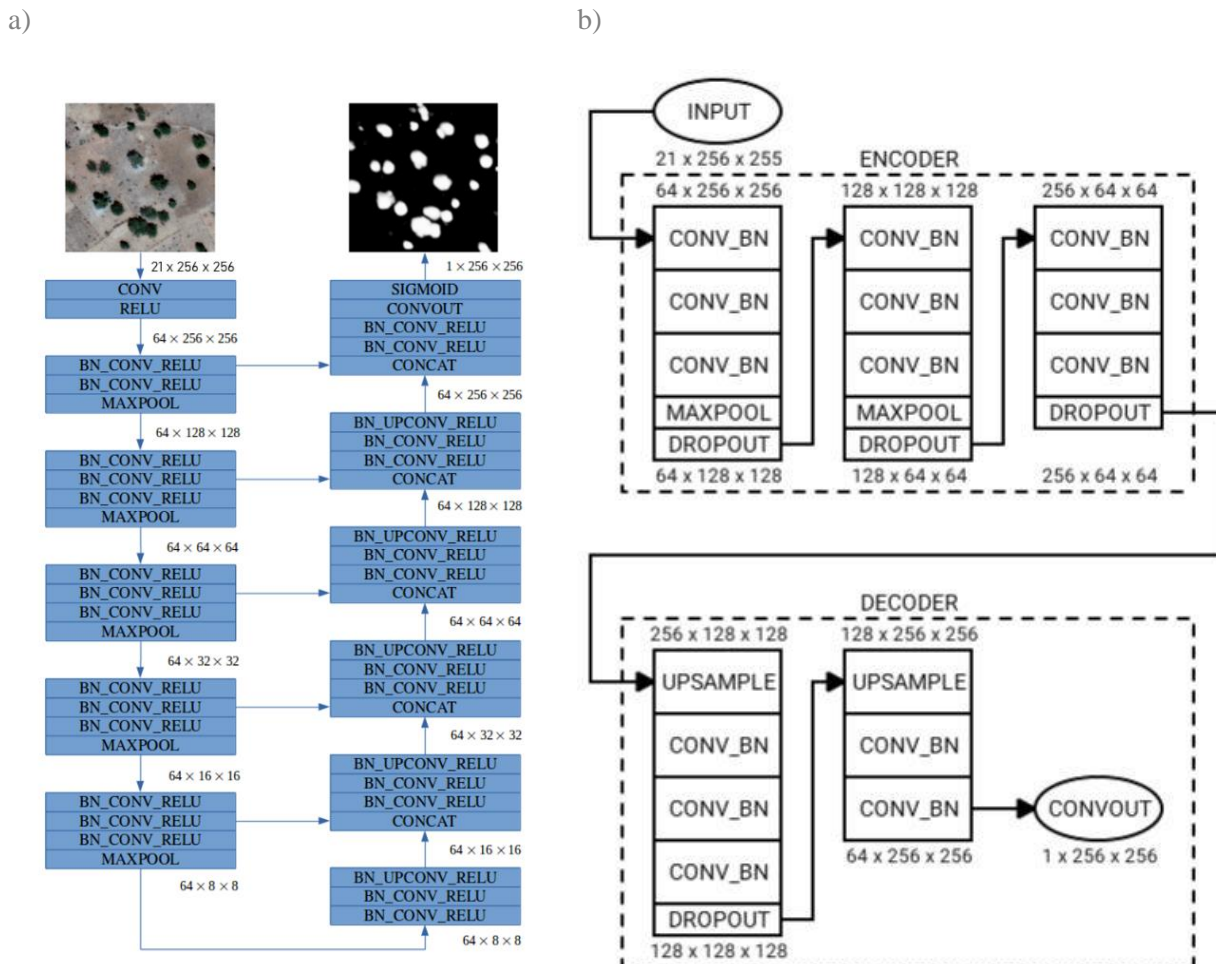 a)
21 x 256 x 256
CONV
RELU
64 × 256 × 256
BN_CONV_RELU
BN_CONV_RELU
MAXPOOL
64 × 128 × 128
BN_CONV_RELU
BN_CONV_RELU
BN_CONV_RELU
MAXPOOL
64 × 64 × 64
BN_CONV_RELU
BN_CONV_RELU
BN_CONV_RELU
MAXPOOL
64 × 32 × 32
BN_CONV_RELU
BN_CONV_RELU
BN_CONV_RELU
MAXPOOL
64 × 16 × 16
BN_CONV_RELU
BN_CONV_RELU
BN_CONV_RELU
MAXPOOL
64 × 8 × 8
1 × 256 × 256
SIGMOID
CONVOUT
BN_CONV_RELU
BN_CONV_RELU
CONCAT
64 × 256 × 256
BN_UPCONV_RELU
BN_CONV_RELU
BN_CONV_RELU
CONCAT
64 × 128 × 128
BN_UPCONV_RELU
BN_CONV_RELU
BN_CONV_RELU
CONCAT
64 × 64 × 64
BN_UPCONV_RELU
BN_CONV_RELU
BN_CONV_RELU
CONCAT
64 × 32 × 32
BN_UPCONV_RELU
BN_CONV_RELU
BN_CONV_RELU
CONCAT
64 × 16 × 16
BN_UPCONV_RELU
BN_CONV_RELU
BN_CONV_RELU
64 × 8 × 8
b)
INPUT
21 x 256 x 255
ENCODER
64 x 256 x 256
CONV_BN
CONV_BN
CONV_BN
MAXPOOL
DROPOUT
64 x 128 x 128
128 x 128 x 128
CONV_BN
CONV_BN
CONV_BN
MAXPOOL
DROPOUT
128 x 64 x 64
256 x 64 x 64
CONV_BN
CONV_BN
CONV_BN
DROPOUT
256 x 64 x 64
DECODER
256 x 128 x 128
UPSAMPLE
CONV_BN
CONV_BN
CONV_BN
DROPOUT
128 x 128 x 128
128 x 256 x 256
UPSAMPLE
CONV_BN
CONV_BN
64 x 256 x 256
CONVOUT
1 x 256 x 256